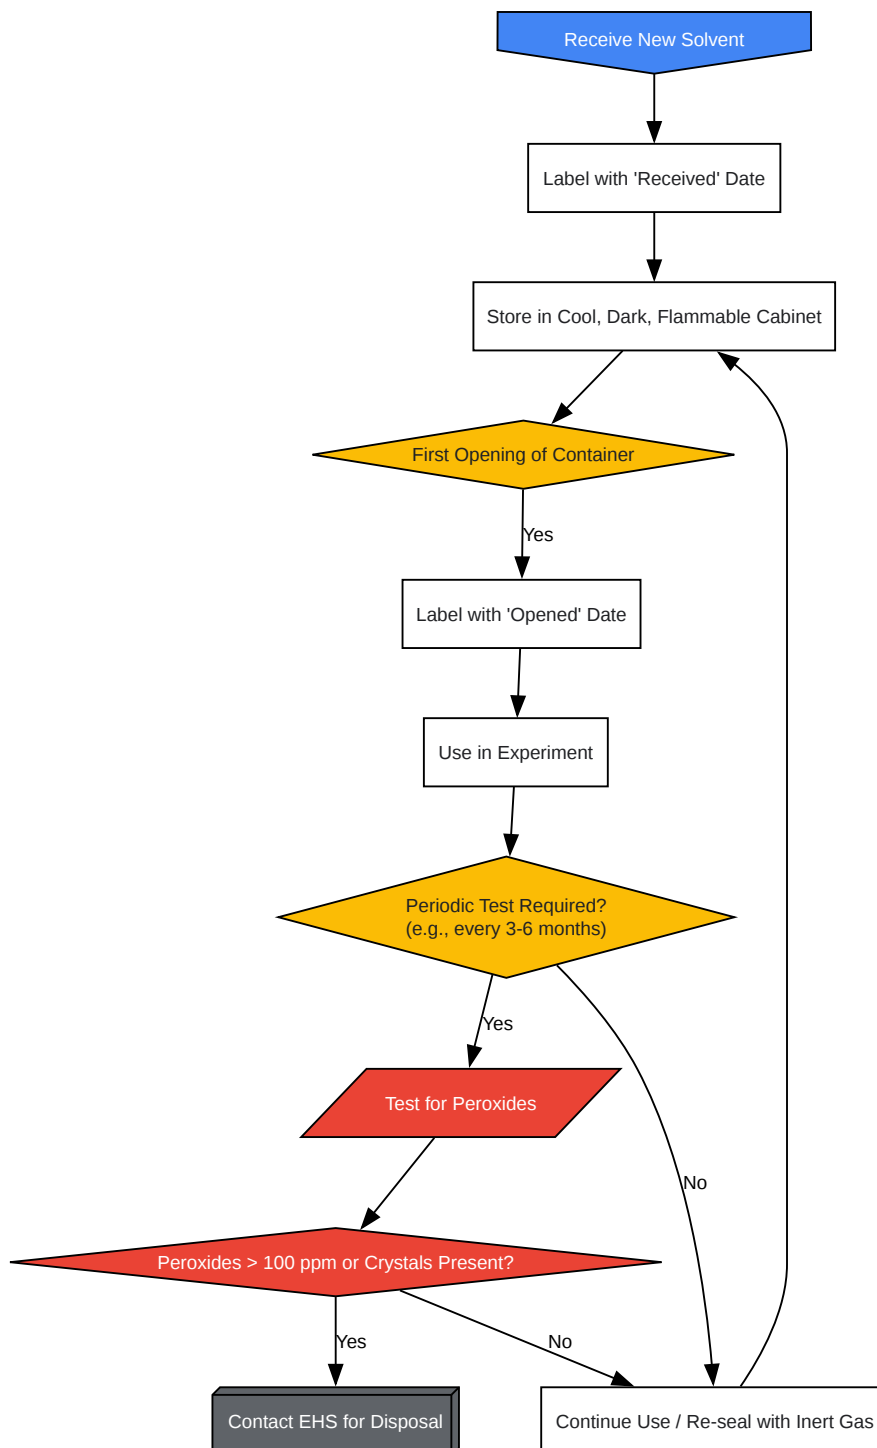 Receive New Solvent
Label with 'Received' Date
Store in Cool, Dark, Flammable Cabinet
First Opening of Container
Yes
Label with 'Opened' Date
Use in Experiment
Periodic Test Required?
(e.g., every 3-6 months)
Yes
Test for Peroxides
No
Peroxides > 100 ppm or Crystals Present?
Yes
No
Contact EHS for Disposal
Continue Use / Re-seal with Inert Gas